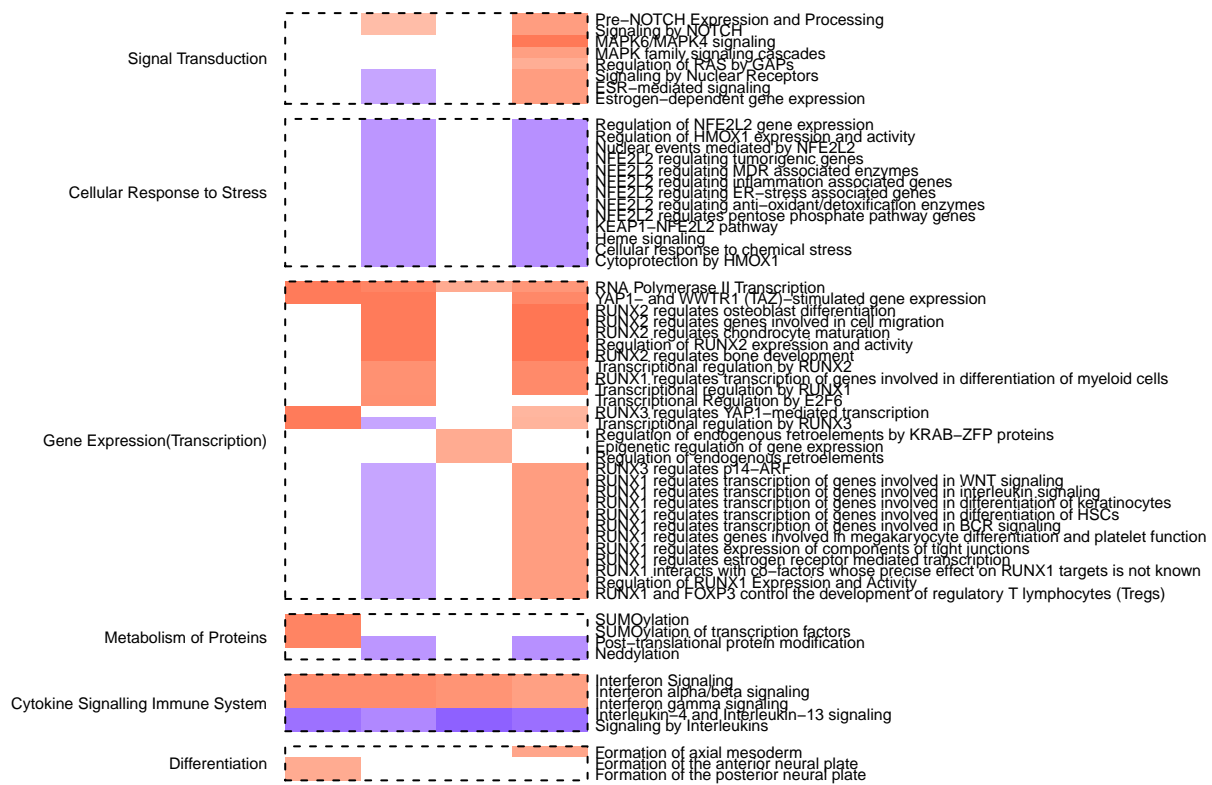 Signal Transduction
Pre−NOTCH Expression and Processing
Signaling by NOTCH
MAPK6/MAPK4 signaling
MAPK family signaling cascades
Regulation of RAS by GAPs
Signaling by Nuclear Receptors
ESR−mediated signaling
Estrogen−dependent gene expression
Cellular Response to Stress
Regulation of NFE2L2 gene expression
Regulation of HMOX1 expression and activity
Nuclear events mediated by NFE2L2
NFE2L2 regulating tumorigenic genes
NFE2L2 regulating MDR associated enzymes
NFE2L2 regulating inflammation associated genes
NFE2L2 regulating ER−stress associated genes
NFE2L2 regulating anti−oxidant/detoxification enzymes
NFE2L2 regulates pentose phosphate pathway genes
KEAP1−NFE2L2 pathway
Heme signaling
Cellular response to chemical stress
Cytoprotection by HMOX1
Gene Expression(Transcription)
RNA Polymerase II Transcription
YAP1− and WWTR1 (TAZ)−stimulated gene expression
RUNX2 regulates osteoblast differentiation
RUNX2 regulates genes involved in cell migration
RUNX2 regulates chondrocyte maturation
Regulation of RUNX2 expression and activity
RUNX2 regulates bone development
Transcriptional regulation by RUNX2
RUNX1 regulates transcription of genes involved in differentiation of myeloid cells
Transcriptional regulation by RUNX1
Transcriptional Regulation by E2F6
RUNX3 regulates YAP1−mediated transcription
Transcriptional regulation by RUNX3
Regulation of endogenous retroelements by KRAB−ZFP proteins
Epigenetic regulation of gene expression
Regulation of endogenous retroelements
RUNX3 regulates p14−ARF
RUNX1 regulates transcription of genes involved in WNT signaling
RUNX1 regulates transcription of genes involved in interleukin signaling
RUNX1 regulates transcription of genes involved in differentiation of keratinocytes
RUNX1 regulates transcription of genes involved in differentiation of HSCs
RUNX1 regulates transcription of genes involved in BCR signaling
RUNX1 regulates genes involved in megakaryocyte differentiation and platelet function
RUNX1 regulates expression of components of tight junctions
RUNX1 regulates estrogen receptor mediated transcription
RUNX1 interacts with co−factors whose precise effect on RUNX1 targets is not known
Regulation of RUNX1 Expression and Activity
RUNX1 and FOXP3 control the development of regulatory T lymphocytes (Tregs)
Metabolism of Proteins
SUMOylation
SUMOylation of transcription factors
Post−translational protein modification
Neddylation
Cytokine Signalling Immune System
Interferon Signaling
Interferon alpha/beta signaling
Interferon gamma signaling
Interleukin−4 and Interleukin−13 signaling
Signaling by Interleukins
Differentiation
Formation of axial mesoderm
Formation of the anterior neural plate
Formation of the posterior neural plate